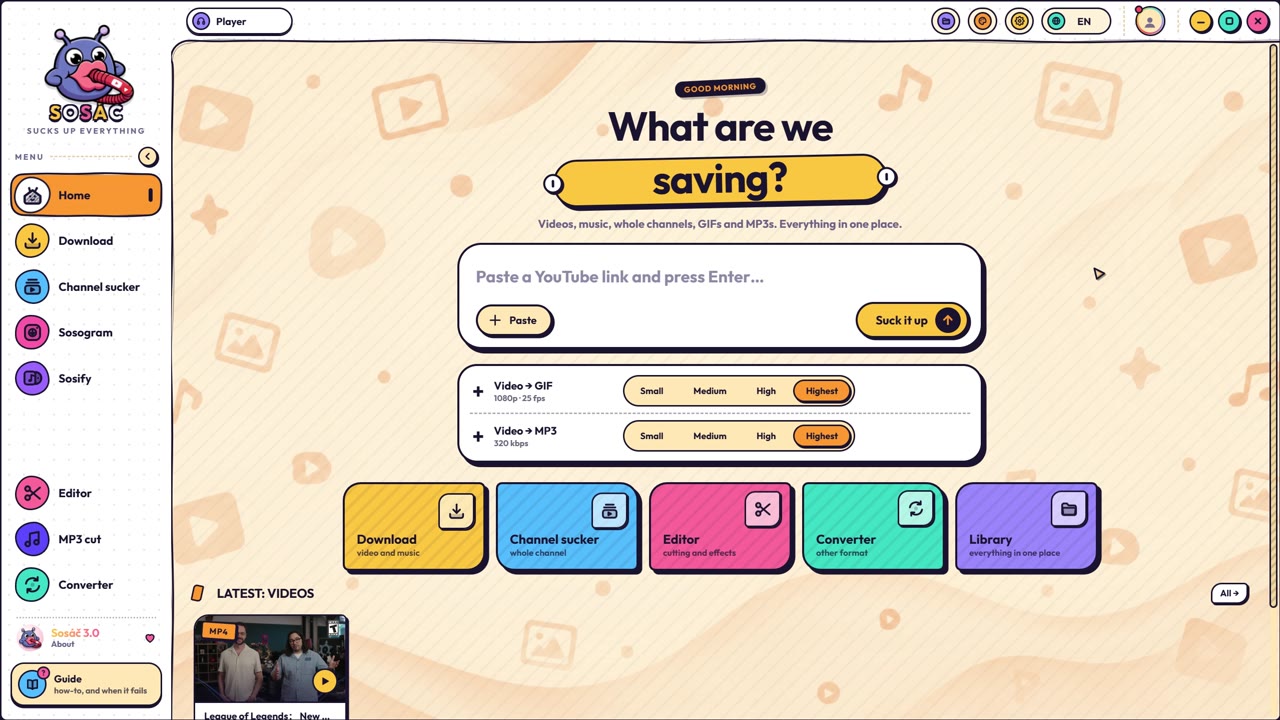 Player
EN
SOSÁČ
SUCKS UP EVERYTHING
MENU
Home
Download
Channel sucker
Sosogram
Sosify
Editor
MP3 cut
Converter
Sosáč 3.0
About
?
Guide
how-to, and when it fails
GOOD MORNING
What are we
saving?
Videos, music, whole channels, GIFs and MP3s. Everything in one place.
Paste a YouTube link and press Enter...
Paste
Suck it up
Video → GIF
1080p · 25 fps
Small Medium High Highest
Video → MP3
320 kbps
Small Medium High Highest
Download
video and music
Channel sucker
whole channel
Editor
cutting and effects
Converter
other format
Library
everything in one place
LATEST: VIDEOS
All →
MP4
League of Legends: New ...